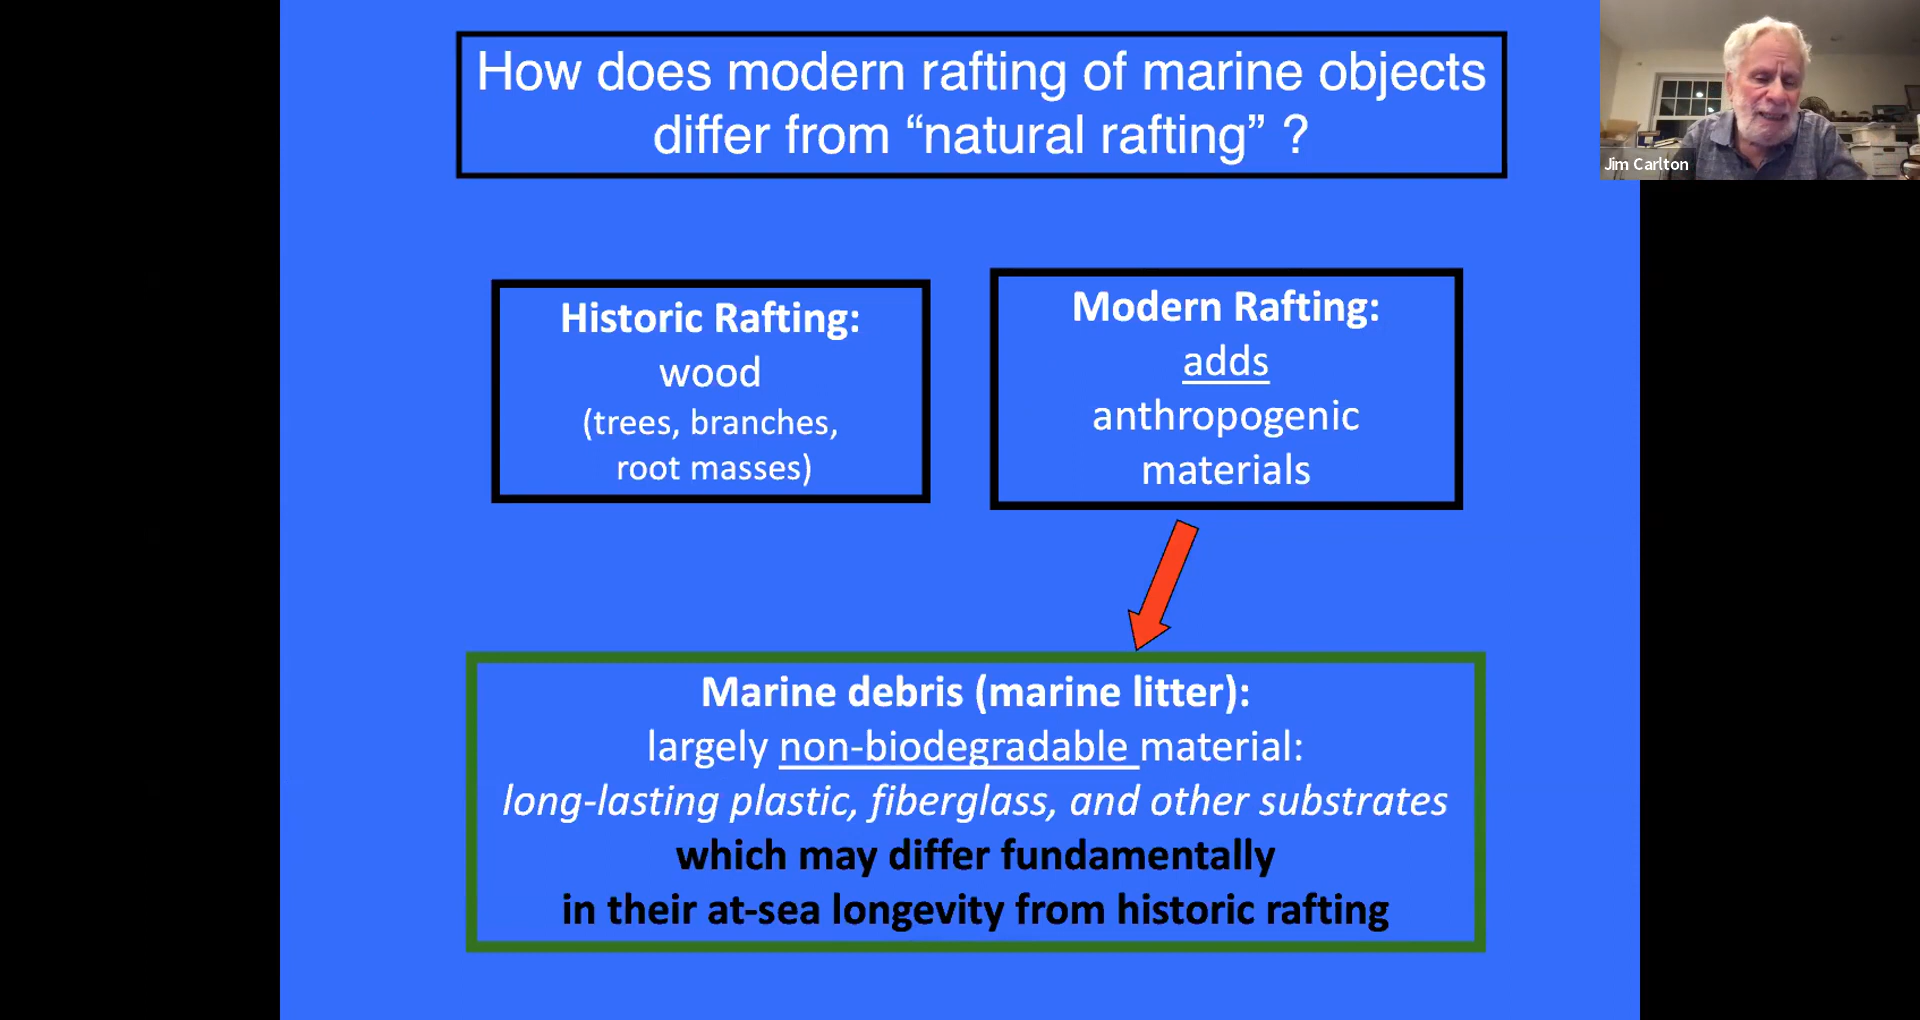 How does modern rafting of marine objects
differ from “natural rafting” ?
Jim Carlton
Historic Rafting:
wood
(trees, branches,
root masses)
Modern Rafting:
adds
anthropogenic
materials
Marine debris (marine litter):
largely non-biodegradable material:
long-lasting plastic, fiberglass, and other substrates
which may differ fundamentally
in their at-sea longevity from historic rafting